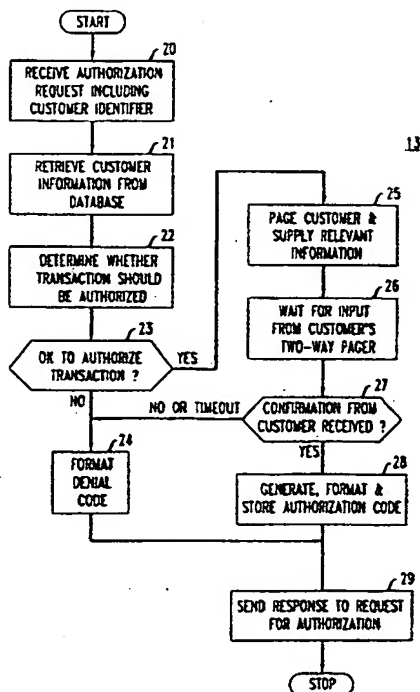 START
20
RECEIVE AUTHORIZATION
REQUEST INCLUDING
CUSTOMER IDENTIFIER
21
RETRIEVE CUSTOMER
INFORMATION FROM
DATABASE
22
DETERMINE WHETHER
TRANSACTION SHOULD
BE AUTHORIZED
23
OK TO AUTHORIZE
TRANSACTION ?
YES
NO
24
FORMAT
DENIAL
CODE
13
25
PAGE CUSTOMER &
SUPPLY RELEVANT
INFORMATION
26
WAIT FOR INPUT
FROM CUSTOMER'S
TWO-WAY PAGER
27
NO OR TIMEOUT
CONFIRMATION FROM
CUSTOMER RECEIVED ?
YES
28
GENERATE, FORMAT &
STORE AUTHORIZATION CODE
29
SEND RESPONSE TO REQUEST
FOR AUTHORIZATION
STOP